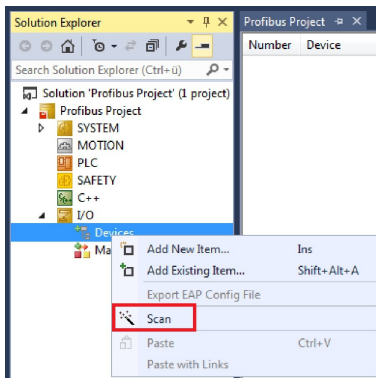 Solution Explorer
Profibus Project
Number Device
Search Solution Explorer (Ctrl+ü)
Solution 'Profibus Project' (1 project)
Profibus Project
SYSTEM
MOTION
PLC
SAFETY
C++
I/O
Devices
Ma
Add New Item... Ins
Add Existing Item... Shift+Alt+A
Export EAP Config File
Scan
Paste Ctrl+V
Paste with Links